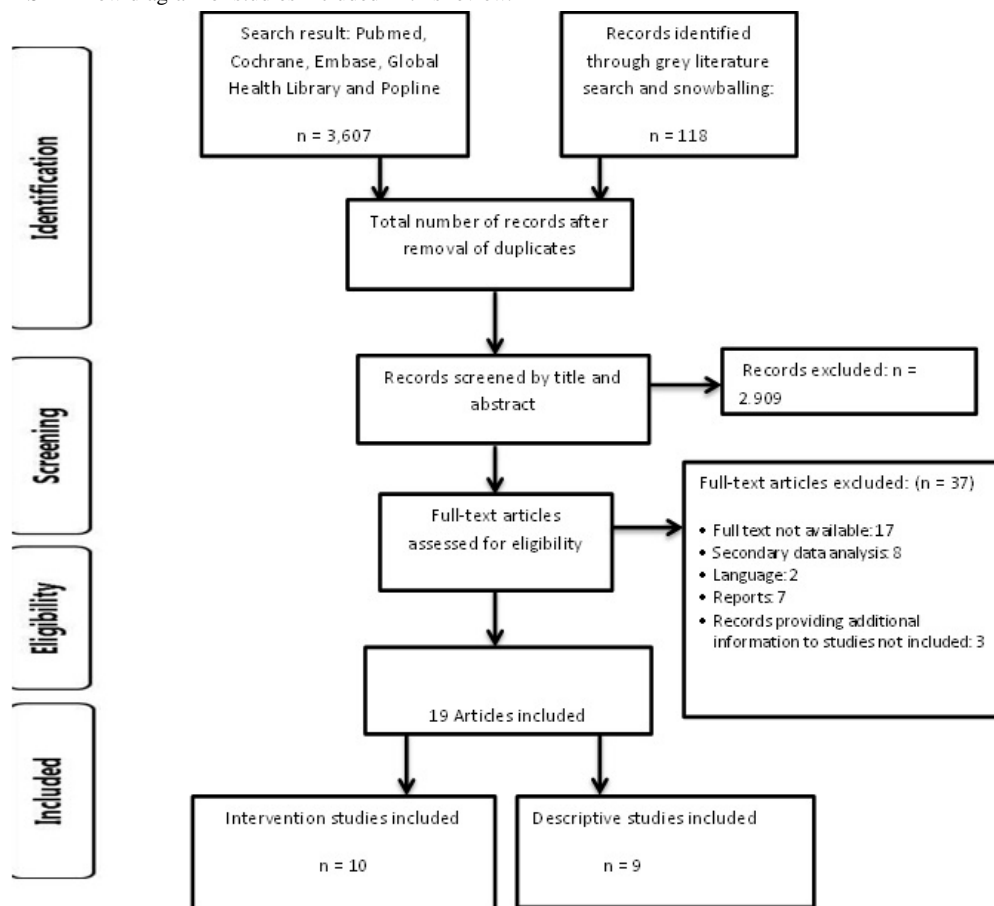 Search result: Pubmed,
Cochrane, Embase, Global
Health Library and Popline
n = 3,607
Records identified
through grey literature
search and snowballing:
n = 118
Identification
Total number of records after
removal of duplicates
Records screened by title and
abstract
Records excluded: n =
2.909
Screening
Full-text articles
assessed for eligibility
Full-text articles excluded: (n = 37)
• Full text not available: 17
• Secondary data analysis: 8
• Language: 2
• Reports: 7
• Records providing additional
information to studies not included: 3
Eligibility
19 Articles included
Included
Intervention studies included
n = 10
Descriptive studies included
n = 9